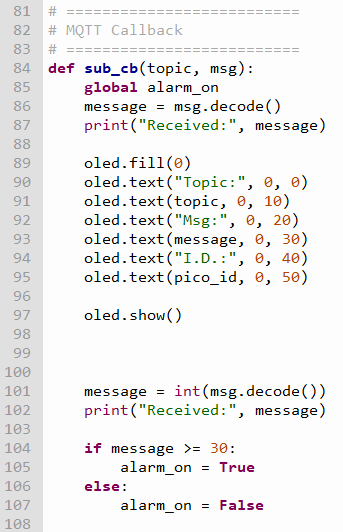 81 # =========================
82 # MQTT Callback
83 # =========================
84 def sub_cb(topic, msg):
85     global alarm_on
86     message = msg.decode()
87     print("Received:", message)
88
89     oled.fill(0)
90     oled.text("Topic:", 0, 0)
91     oled.text(topic, 0, 10)
92     oled.text("Msg:", 0, 20)
93     oled.text(message, 0, 30)
94     oled.text("I.D.:", 0, 40)
95     oled.text(pico_id, 0, 50)
96
97     oled.show()
98
99
100
101     message = int(msg.decode())
102     print("Received:", message)
103
104     if message >= 30:
105         alarm_on = True
106     else:
107         alarm_on = False
108